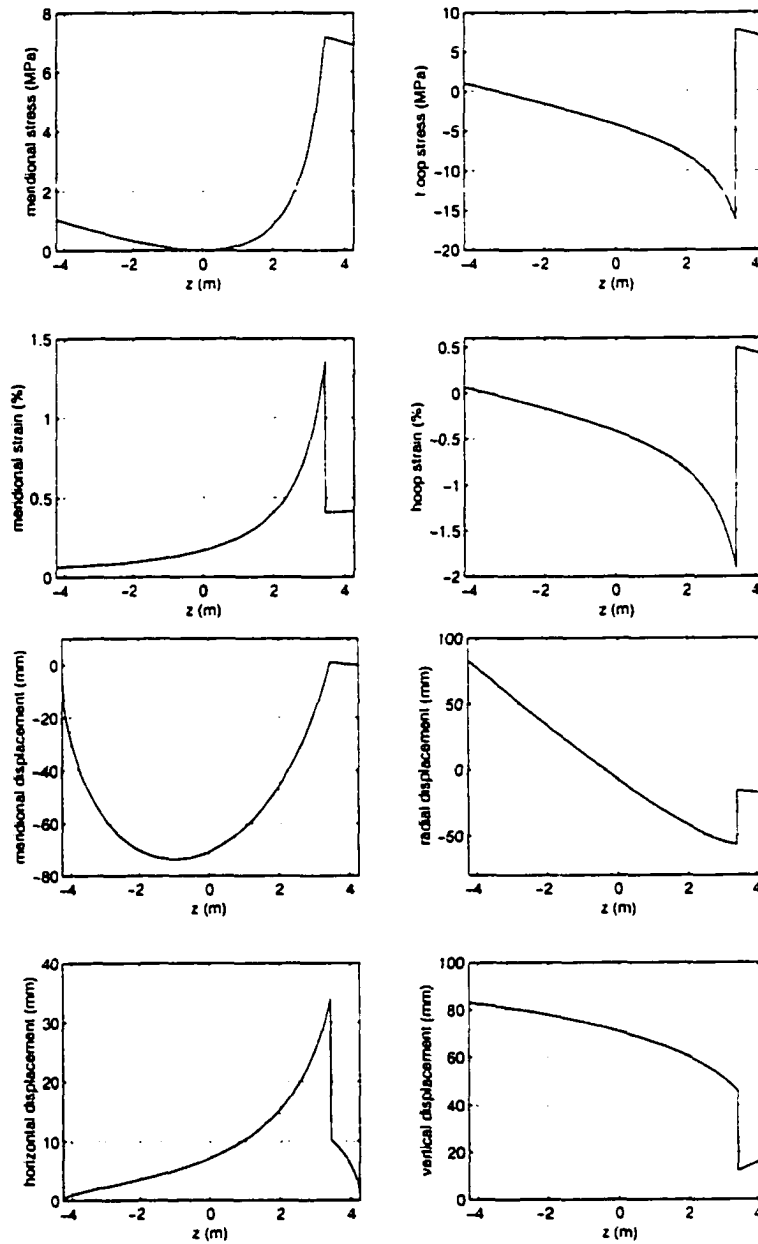 meridional stress (MPa)
8
6
4
2
0
−4 −2 0 2 4
z (m)
hoop stress (MPa)
10
5
0
−5
−10
−15
−20
−4 −2 0 2 4
z (m)
meridional strain (%)
1.5
1
0.5
0
−4 −2 0 2 4
z (m)
hoop strain (%)
0.5
0
−0.5
−1
−1.5
−2
−4 −2 0 2 4
z (m)
meridional displacement (mm)
0
−20
−40
−60
−80
−4 −2 0 2 4
z (m)
radial displacement (mm)
100
50
0
−50
−4 −2 0 2 4
z (m)
horizontal displacement (mm)
40
30
20
10
0
−4 −2 0 2 4
z (m)
vertical displacement (mm)
100
80
60
40
20
0
−4 −2 0 2 4
z (m)